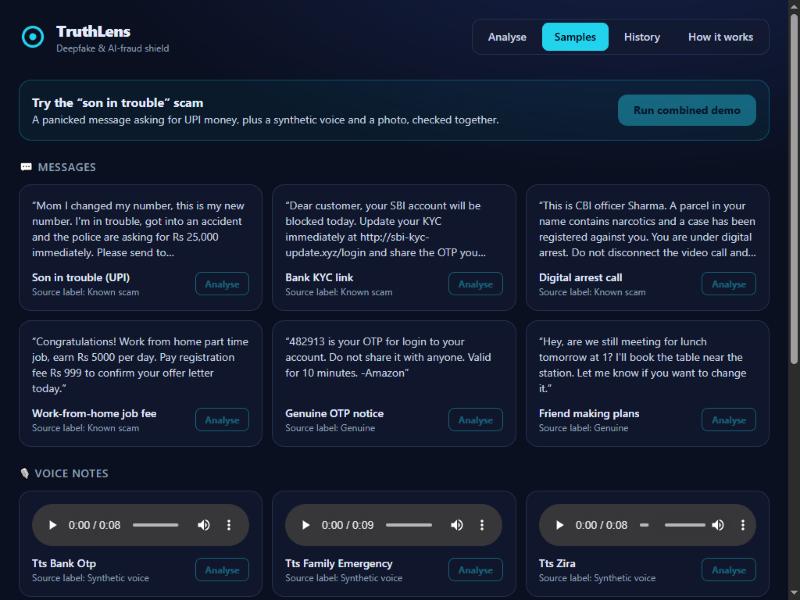 TruthLens
Deepfake & AI-fraud shield
Analyse
Samples
History
How it works
Try the “son in trouble” scam
A panicked message asking for UPI money, plus a synthetic voice and a photo, checked together.
Run combined demo
MESSAGES
“Mom I changed my number, this is my new
number. I'm in trouble, got into an accident
and the police are asking for Rs 25,000
immediately. Please send to...
Son in trouble (UPI)
Source label: Known scam
Analyse
“Dear customer, your SBI account will be
blocked today. Update your KYC
immediately at http://sbi-kyc-
update.xyz/login and share the OTP you...
Bank KYC link
Source label: Known scam
Analyse
“This is CBI officer Sharma. A parcel in your
name contains narcotics and a case has been
registered against you. You are under digital
arrest. Do not disconnect the video call and...
Digital arrest call
Source label: Known scam
Analyse
“Congratulations! Work from home part time
job, earn Rs 5000 per day. Pay registration
fee Rs 999 to confirm your offer letter
today.”
Work-from-home job fee
Source label: Known scam
Analyse
“482913 is your OTP for login to your
account. Do not share it with anyone. Valid
for 10 minutes. -Amazon”
Genuine OTP notice
Source label: Genuine
Analyse
“Hey, are we still meeting for lunch
tomorrow at 1? I'll book the table near the
station. Let me know if you want to change
it.”
Friend making plans
Source label: Genuine
Analyse
VOICE NOTES
0:00 / 0:08
Tts Bank Otp
Source label: Synthetic voice
Analyse
0:00 / 0:09
Tts Family Emergency
Source label: Synthetic voice
Analyse
0:00 / 0:08
Tts Zira
Source label: Synthetic voice
Analyse